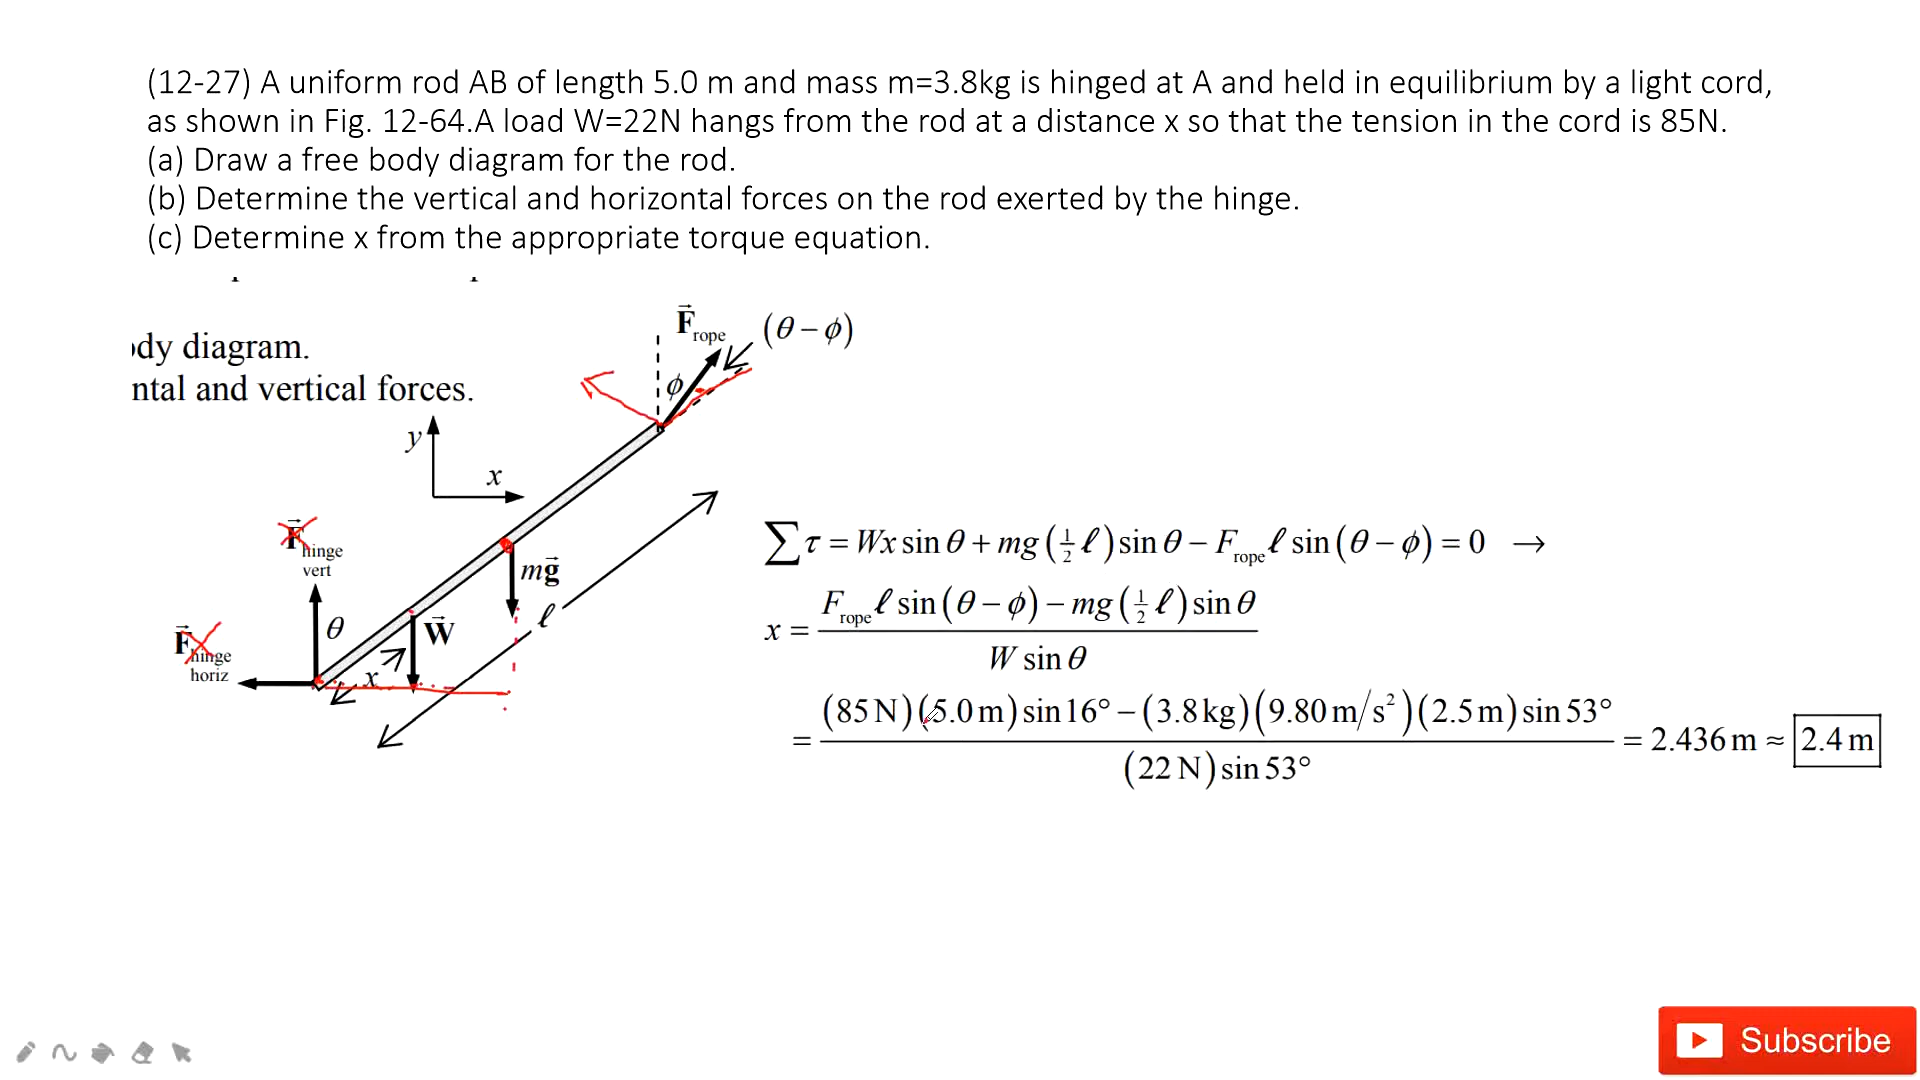 (12-27) A uniform rod AB of length 5.0 m and mass m=3.8kg is hinged at A and held in equilibrium by a light cord,
as shown in Fig. 12-64.A load W=22N hangs from the rod at a distance x so that the tension in the cord is 85N.
(a) Draw a free body diagram for the rod.
(b) Determine the vertical and horizontal forces on the rod exerted by the hinge.
(c) Determine x from the appropriate torque equation.
dy diagram.
ntal and vertical forces.
F⃗rope
(θ − ϕ)
ϕ
y
x
F⃗hinge
vert
θ
mg⃗
ℓ
W⃗
F⃗hinge
horiz
x
∑τ = Wx sin θ + mg(½ℓ) sin θ − Fropeℓ sin(θ − ϕ) = 0 →
x = (Fropeℓ sin(θ − ϕ) − mg(½ℓ) sin θ) / (W sin θ)
= ((85 N)(5.0 m) sin 16° − (3.8 kg)(9.80 m/s²)(2.5 m) sin 53°) / ((22 N) sin 53°) = 2.436 m ≈ 2.4 m
Subscribe